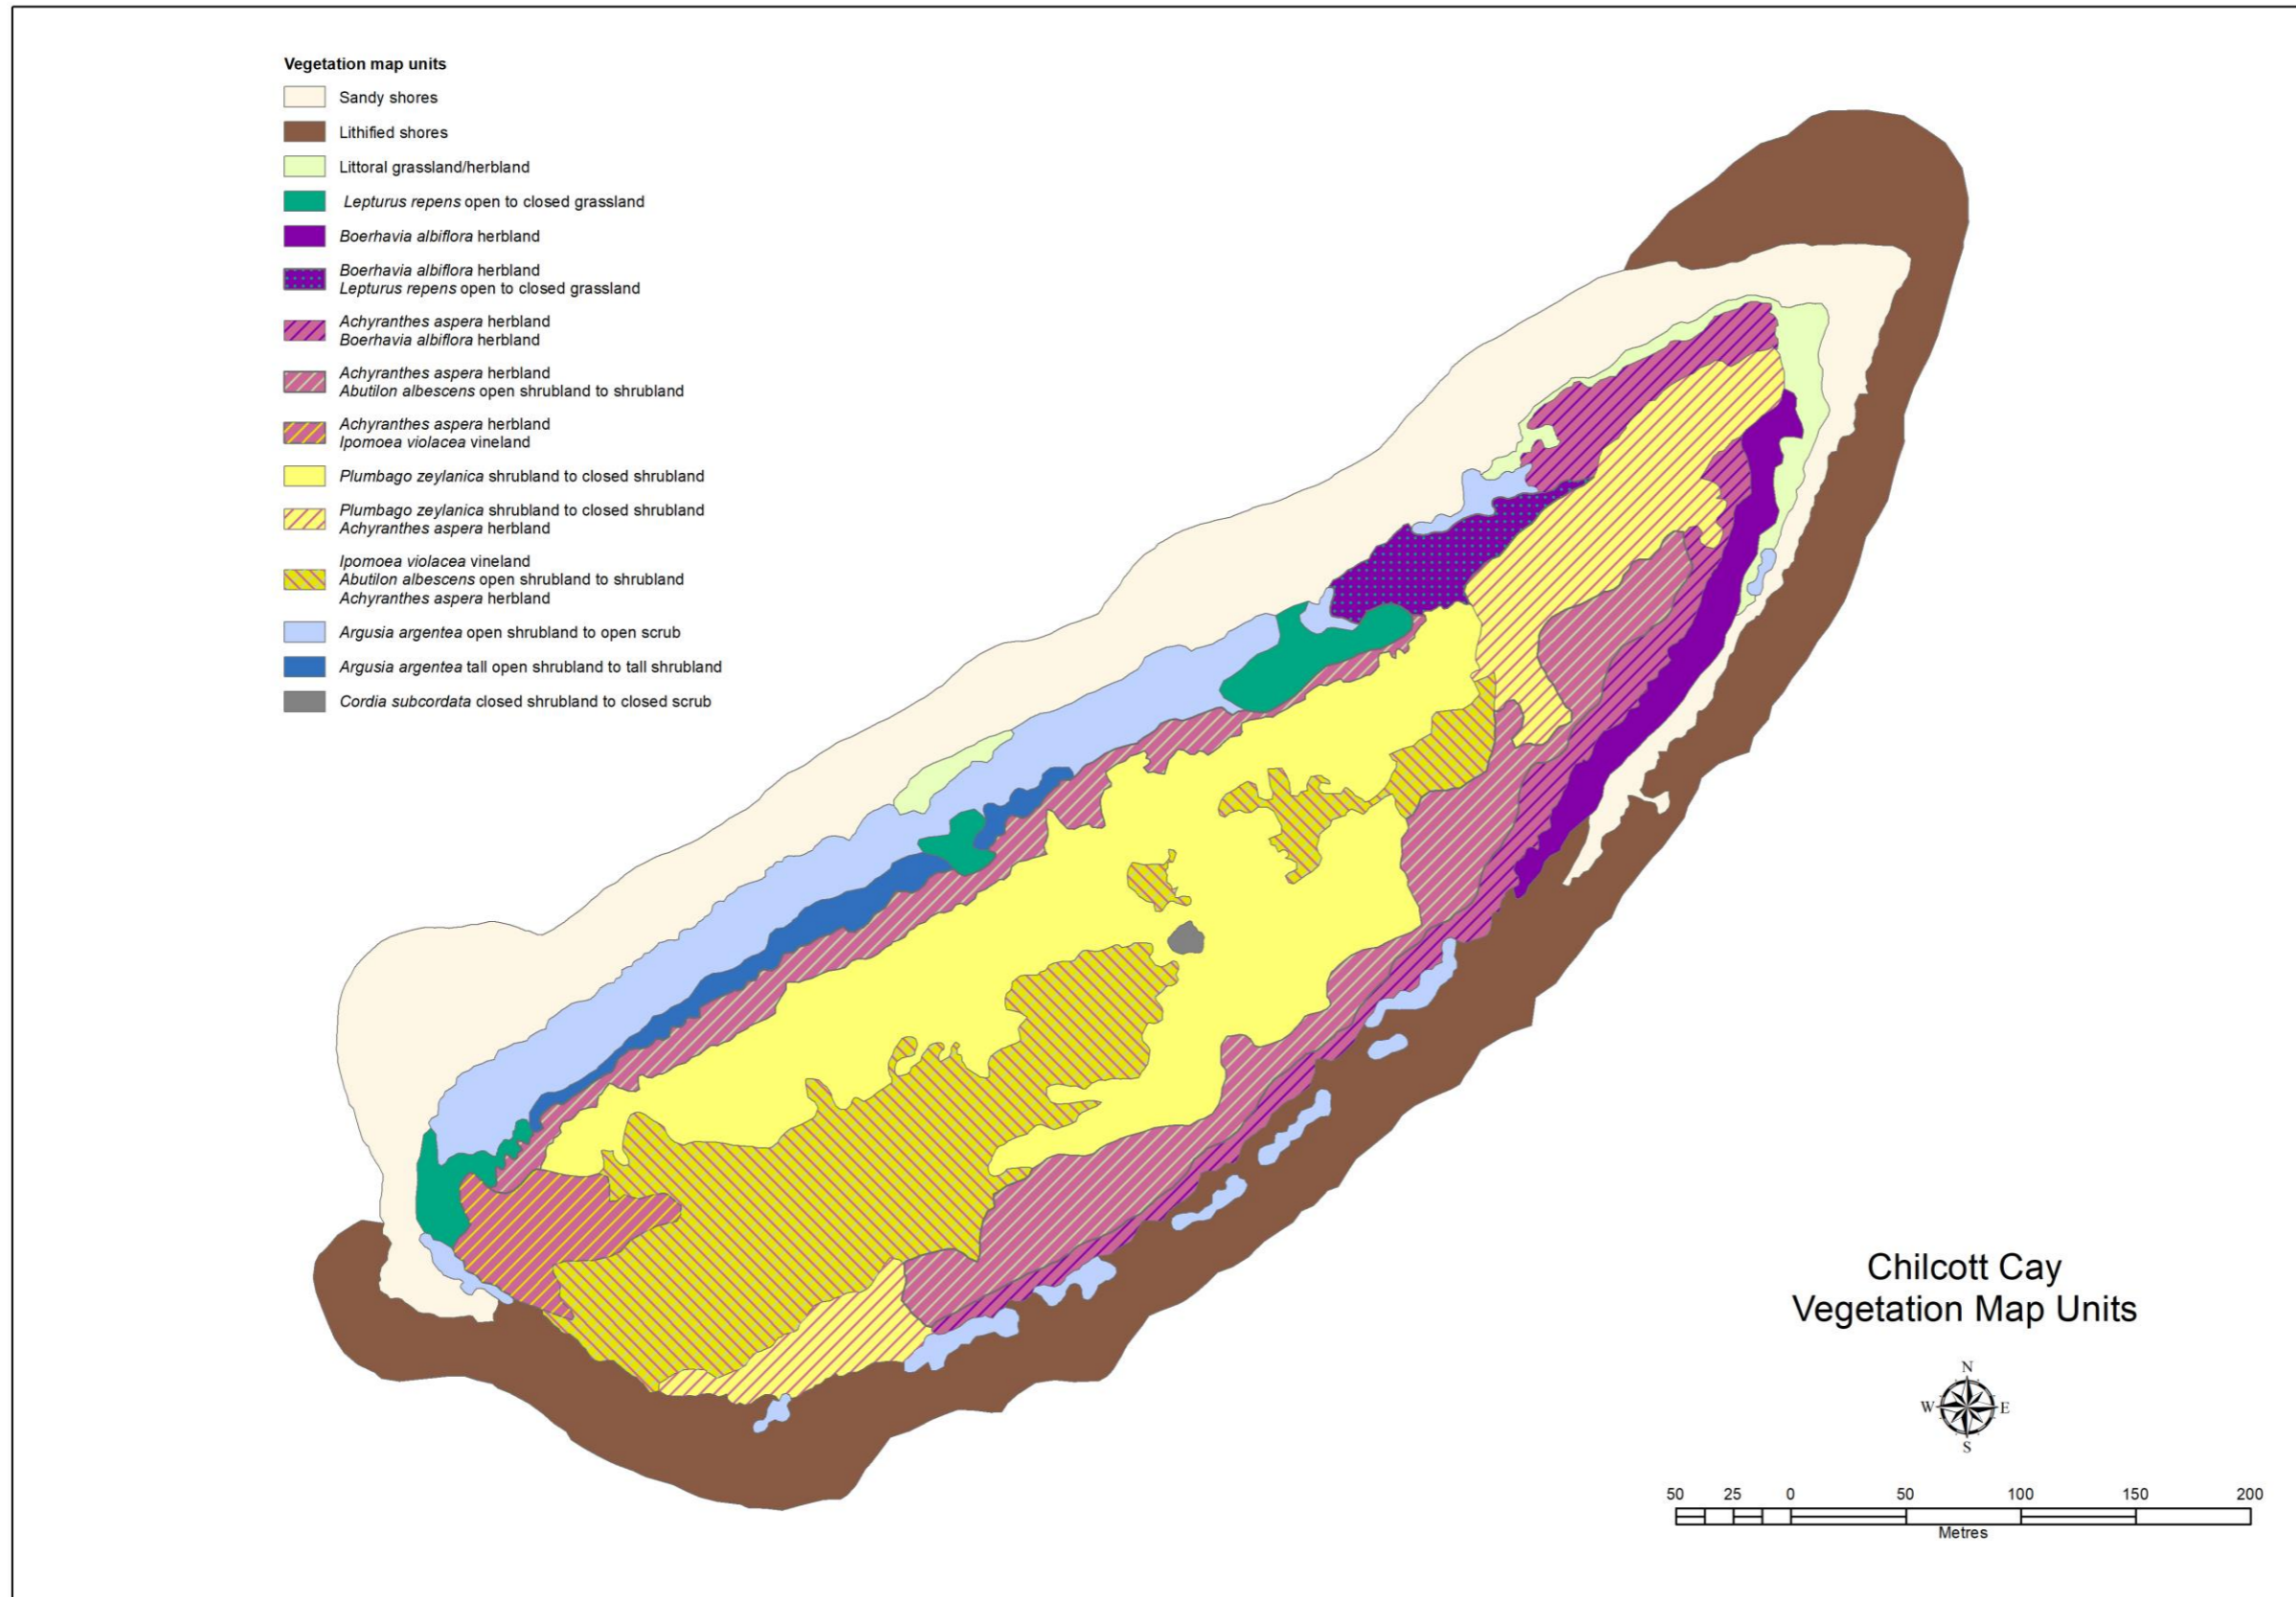 Vegetation map units
Sandy shores
Lithified shores
Littoral grassland/herbland
Lepturus repens open to closed grassland
Boerhavia albiflora herbland
Boerhavia albiflora herbland
Lepturus repens open to closed grassland
Achyranthes aspera herbland
Boerhavia albiflora herbland
Achyranthes aspera herbland
Abutilon albescens open shrubland to shrubland
Achyranthes aspera herbland
Ipomoea violacea vineland
Plumbago zeylanica shrubland to closed shrubland
Plumbago zeylanica shrubland to closed shrubland
Achyranthes aspera herbland
Ipomoea violacea vineland
Abutilon albescens open shrubland to shrubland
Achyranthes aspera herbland
Argusia argentea open shrubland to open scrub
Argusia argentea tall open shrubland to tall shrubland
Cordia subcordata closed shrubland to closed scrub
Chilcott Cay
Vegetation Map Units
N
W E
S
50 25 0 50 100 150 200
Metres